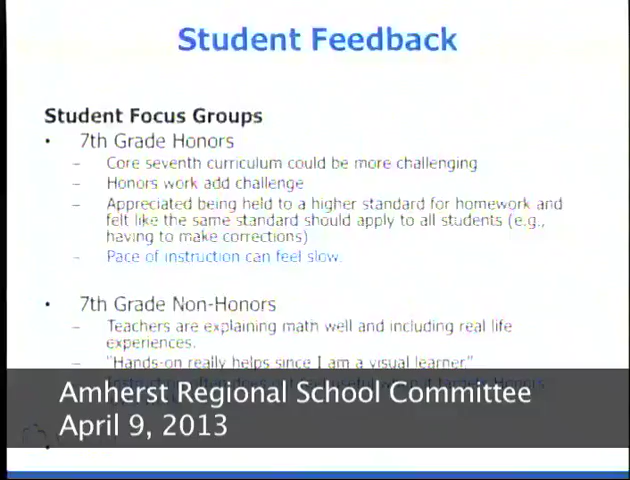 Student Feedback
Student Focus Groups
• 7th Grade Honors
– Core seventh curriculum could be more challenging
– Honors work add challenge
– Appreciated being held to a higher standard for homework and
felt like the same standard should apply to all students (e.g.,
having to make corrections)
– Pace of instruction can feel slow.
• 7th Grade Non-Honors
– Teachers are explaining math well and including real life
experiences.
– "Hands-on really helps since I am a visual learner."
Amherst Regional School Committee
April 9, 2013